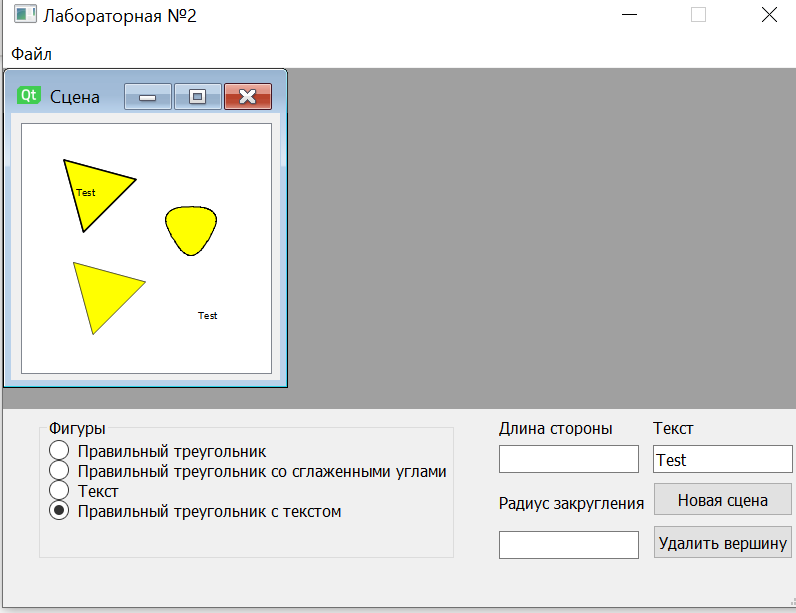 Лабораторная №2
Файл
Qt Сцена
Test
Test
Фигуры
Правильный треугольник
Правильный треугольник со сглаженными углами
Текст
Правильный треугольник с текстом
Длина стороны
Радиус закругления
Текст
Test
Новая сцена
Удалить вершину